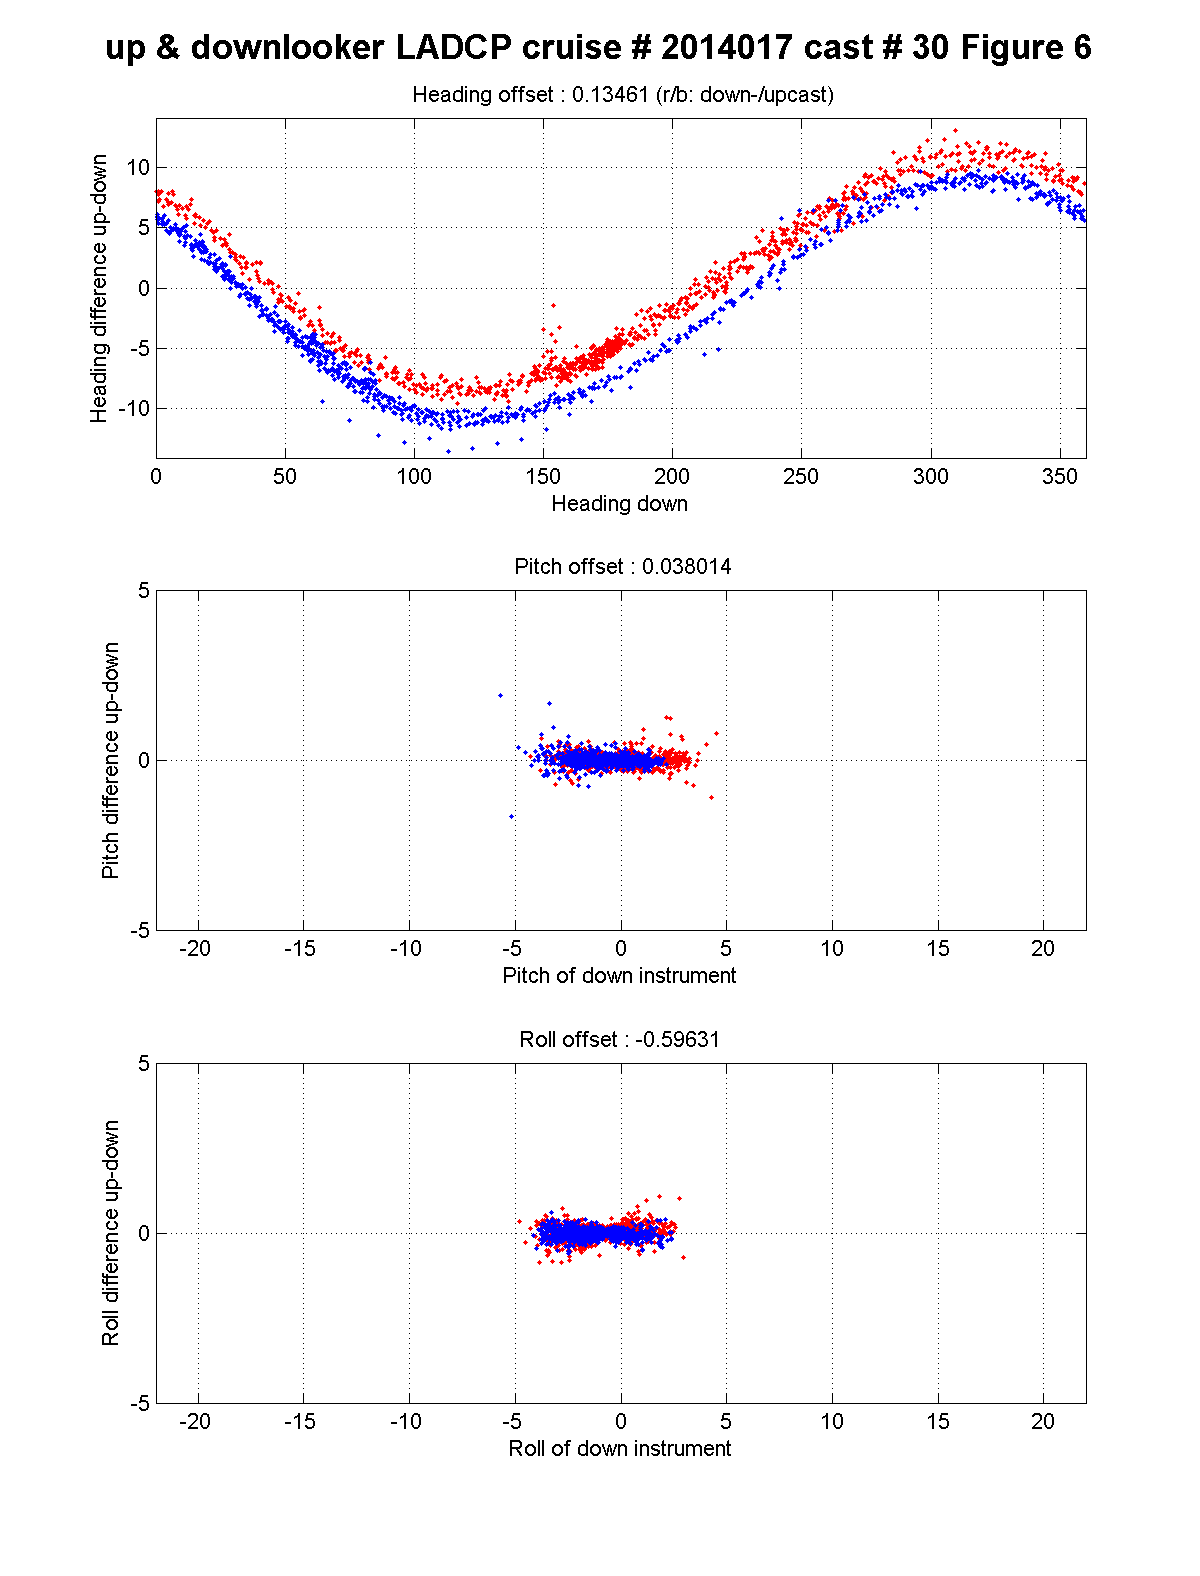 up & downlooker LADCP cruise # 2014017 cast # 30 Figure 6
Heading offset : 0.13461 (r/b: down-/upcast)
Heading difference up-down
10
5
0
-5
-10
0 50 100 150 200 250 300 350
Heading down
Pitch offset : 0.038014
Pitch difference up-down
5
0
-5
-20 -15 -10 -5 0 5 10 15 20
Pitch of down instrument
Roll offset : -0.59631
Roll difference up-down
5
0
-5
-20 -15 -10 -5 0 5 10 15 20
Roll of down instrument